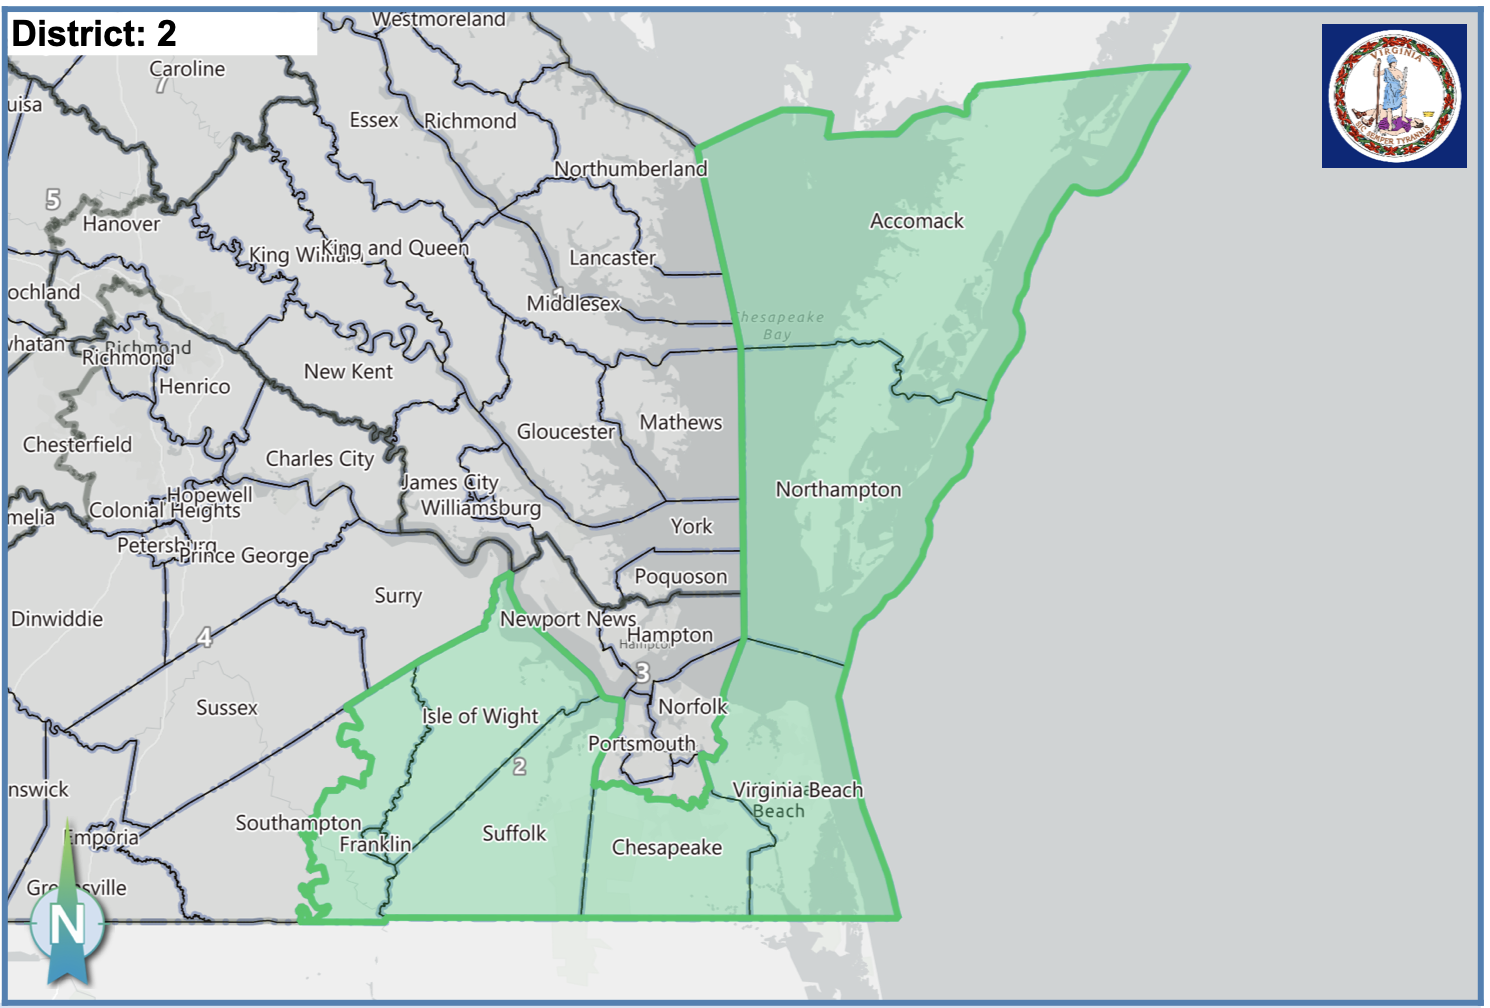 District: 2
Westmoreland
Caroline
7
uisa
Essex
Richmond
Northumberland
5
Hanover
Accomack
King William
King and Queen
Lancaster
ochland
Middlesex
1
Chesapeake
Bay
whatan
Richmond
Richmond
New Kent
Henrico
Mathews
Gloucester
Chesterfield
Charles City
James City
Northampton
Hopewell
Williamsburg
Colonial Heights
melia
York
Petersburg
Prince George
Poquoson
Surry
Dinwiddie
Newport News
Hampton
Hampton
4
3
Sussex
Norfolk
Isle of Wight
Portsmouth
2
nswick
Virginia Beach
Beach
Southampton
Suffolk
Emporia
Franklin
Chesapeake
Greensville
N
VIRGINIA
SIC SEMPER TYRANNIS